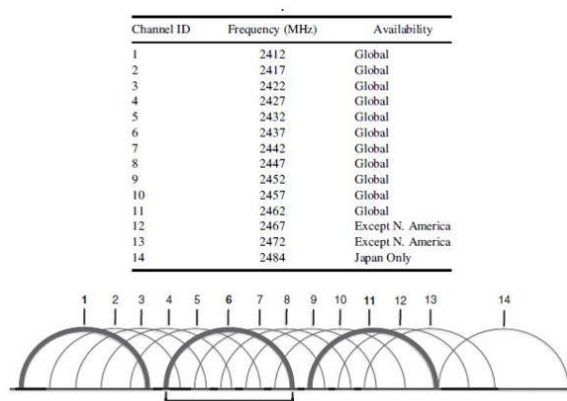 Channel ID Frequency (MHz) Availability
1 2412 Global
2 2417 Global
3 2422 Global
4 2427 Global
5 2432 Global
6 2437 Global
7 2442 Global
8 2447 Global
9 2452 Global
10 2457 Global
11 2462 Global
12 2467 Except N. America
13 2472 Except N. America
14 2484 Japan Only
1 2 3 4 5 6 7 8 9 10 11 12 13 14